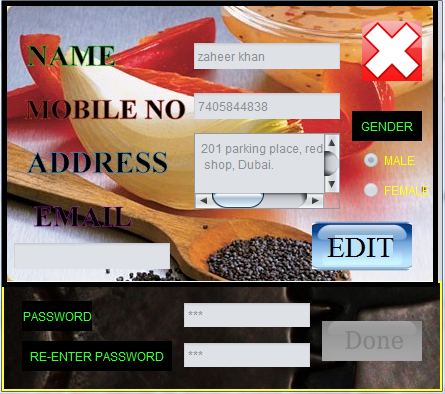 NAME
zaheer khan
MOBILE NO
7405844838
GENDER
ADDRESS
201 parking place, red
shop, Dubai.
MALE
FEMALE
EMAIL
EDIT
PASSWORD
***
Done
RE-ENTER PASSWORD
***